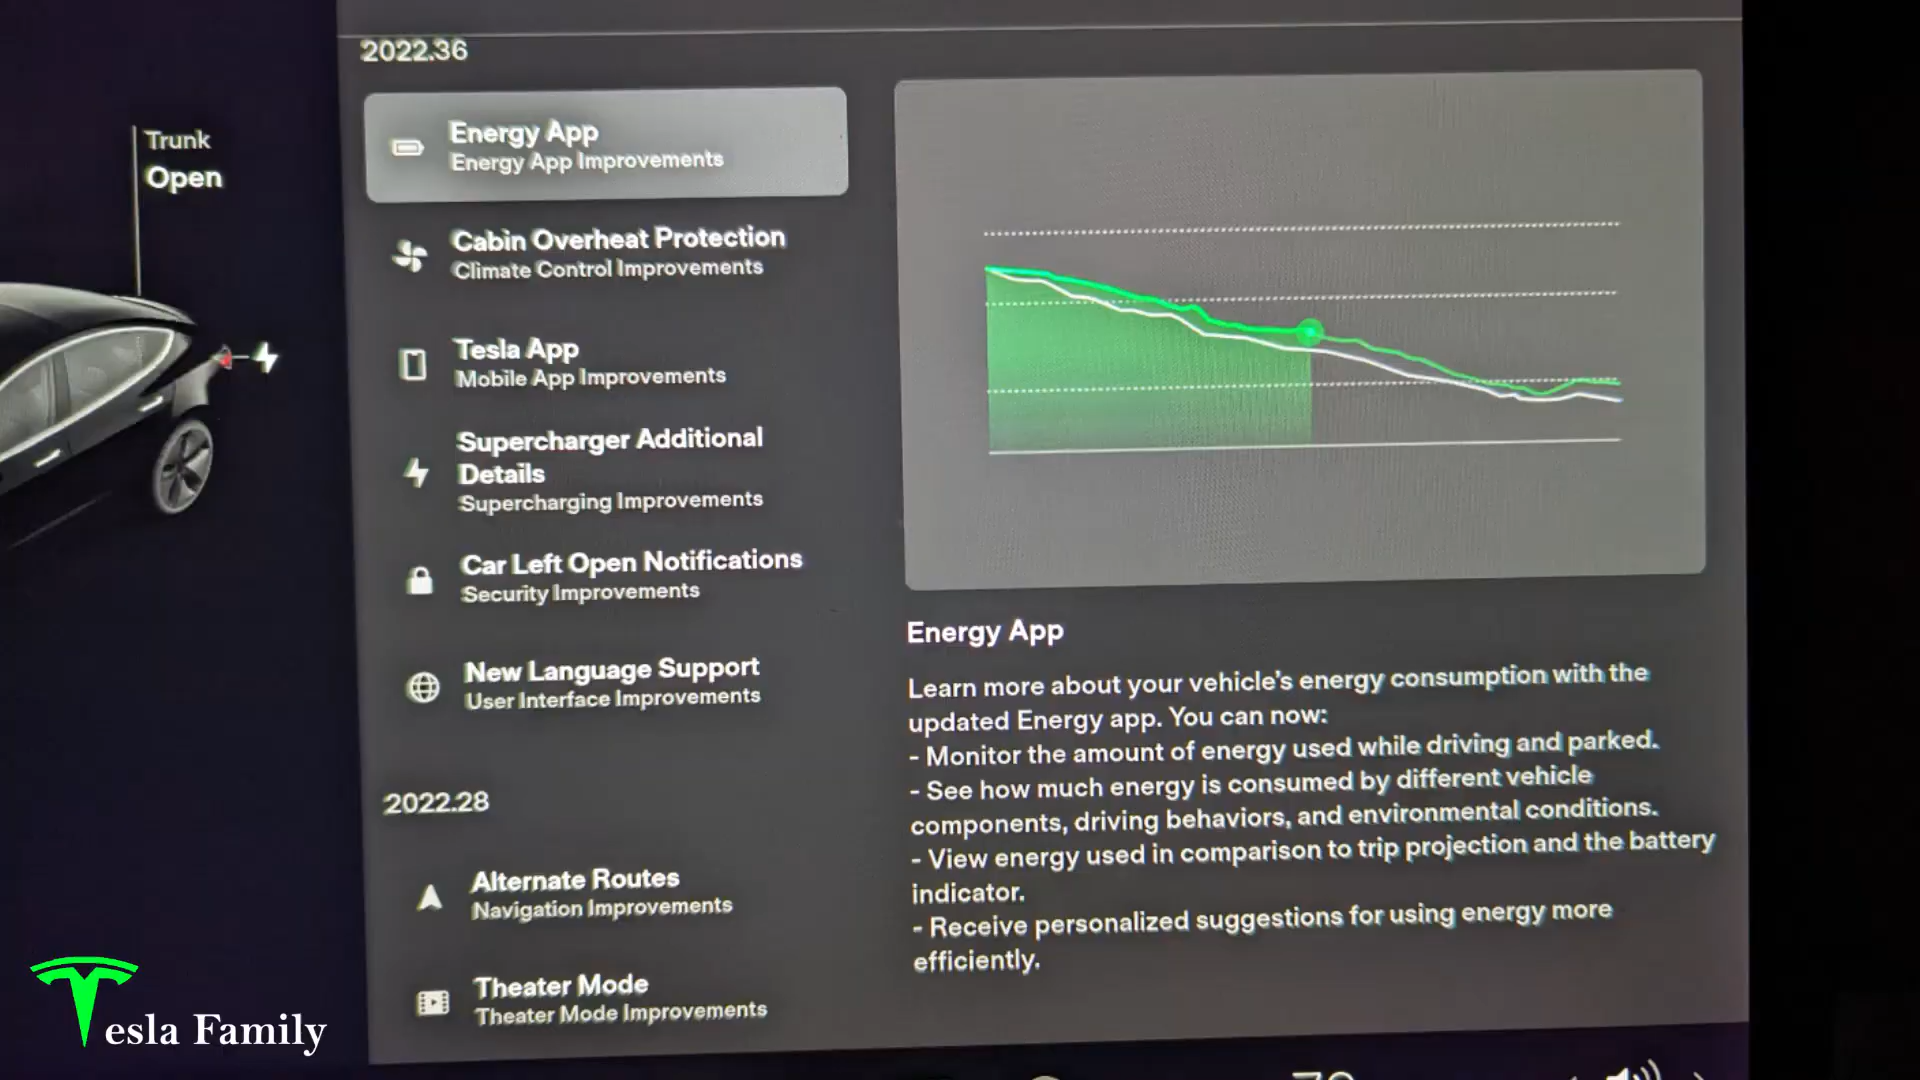 2022.36
Trunk
Open
Energy App
Energy App Improvements
Cabin Overheat Protection
Climate Control Improvements
Tesla App
Mobile App Improvements
Supercharger Additional
Details
Supercharging Improvements
Car Left Open Notifications
Security Improvements
New Language Support
User Interface Improvements
2022.28
Alternate Routes
Navigation Improvements
Theater Mode
Theater Mode Improvements
Energy App
Learn more about your vehicle's energy consumption with the
updated Energy app. You can now:
- Monitor the amount of energy used while driving and parked.
- See how much energy is consumed by different vehicle
components, driving behaviors, and environmental conditions.
- View energy used in comparison to trip projection and the battery
indicator.
- Receive personalized suggestions for using energy more
efficiently.
Tesla Family